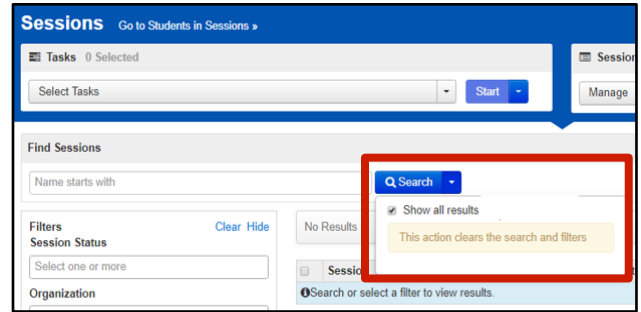 Sessions Go to Students in Sessions »
Tasks 0 Selected
Session
Select Tasks
Start
Manage
Find Sessions
Name starts with
Search
Show all results
This action clears the search and filters
Filters
Clear Hide
Session Status
Select one or more
Organization
No Results
Sessio
Search or select a filter to view results.